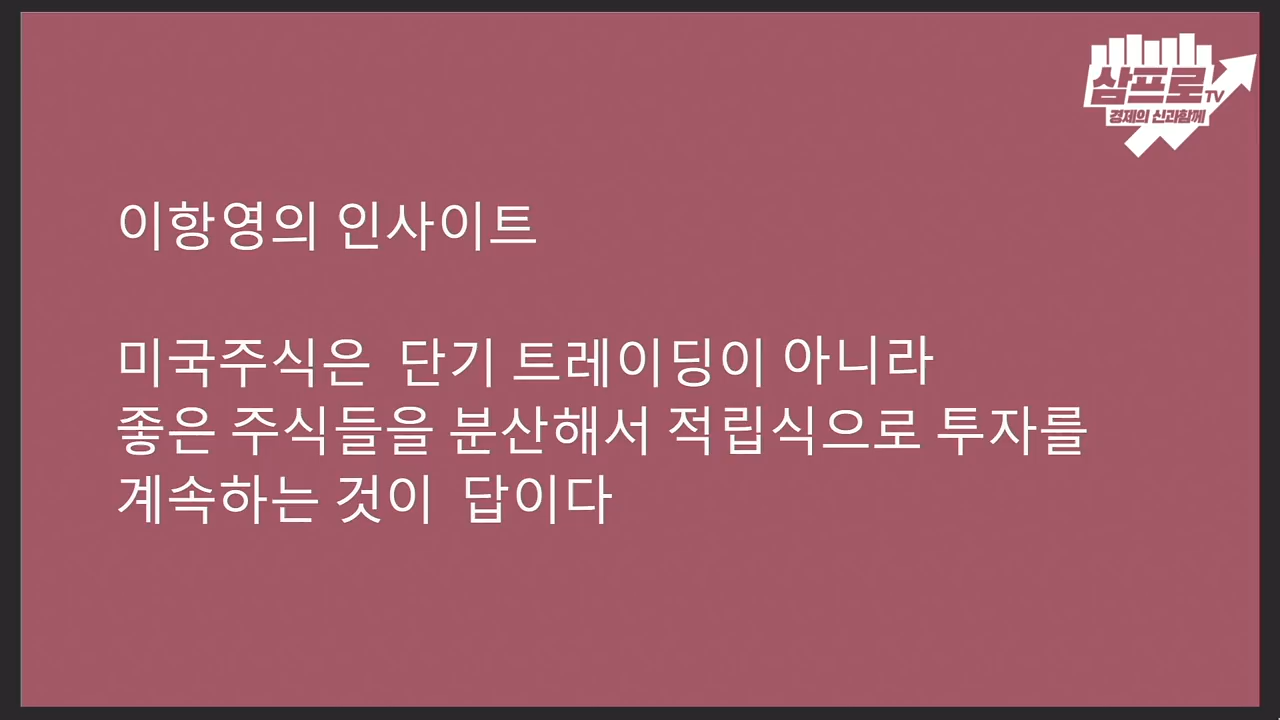 삼프로TV
경제의 신과함께
이항영의 인사이트
미국주식은 단기 트레이딩이 아니라
좋은 주식들을 분산해서 적립식으로 투자를
계속하는 것이 답이다